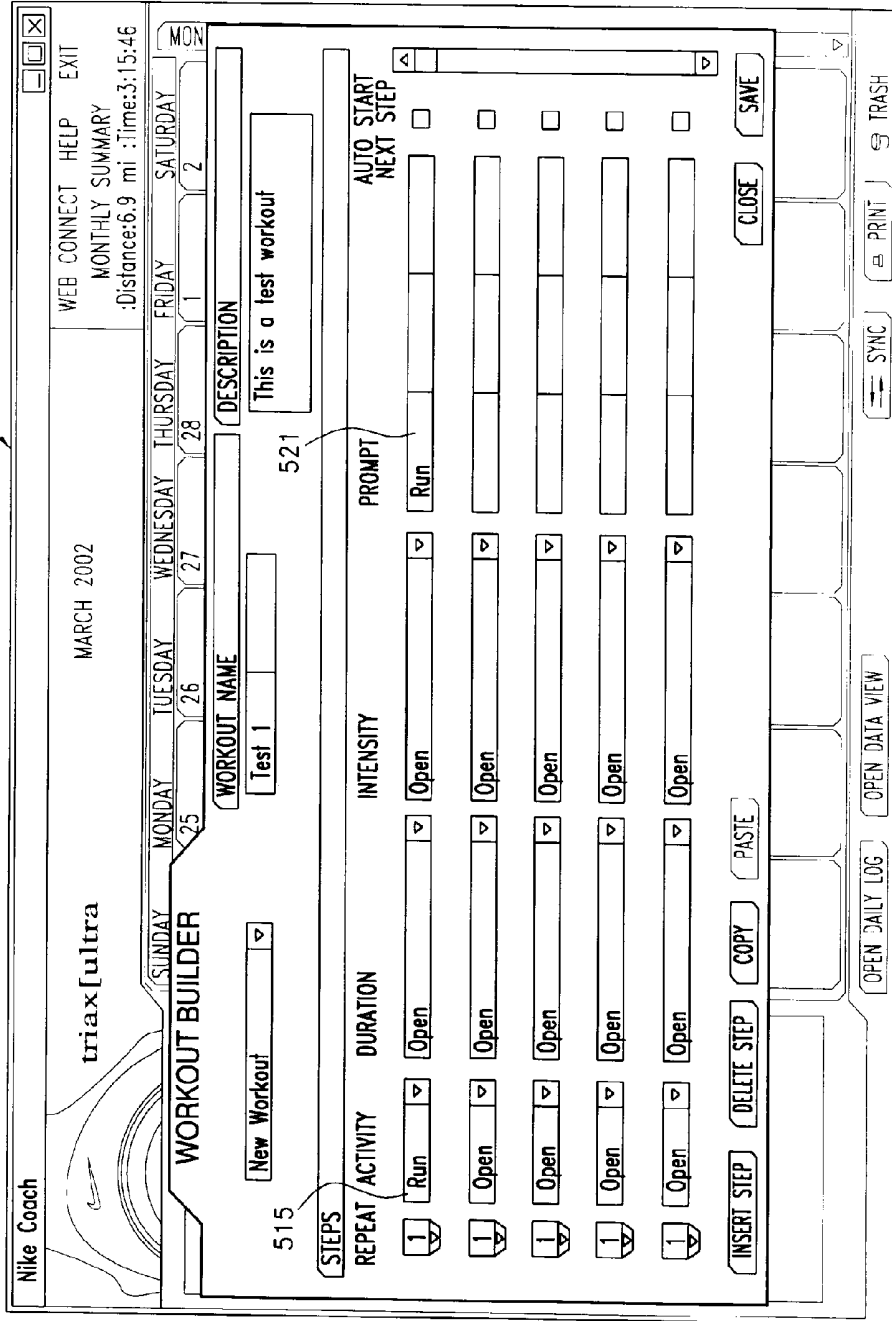 Nike Coach
triax[ultra
MARCH 2002
WEB CONNECT HELP EXIT
MONTHLY SUMMARY
:Distance:6.9 mi :Time:3:15:46
SUNDAY MONDAY TUESDAY WEDNESDAY THURSDAY FRIDAY SATURDAY
25 26 27 28 1 2
MON
WORKOUT BUILDER
WORKOUT NAME DESCRIPTION
New Workout Test 1 This is a test workout
515 521
STEPS
REPEAT ACTIVITY DURATION INTENSITY PROMPT AUTO START
NEXT STEP
1 Run Open Open Run
1 Open Open Open
1 Open Open Open
1 Open Open Open
1 Open Open Open
INSERT STEP DELETE STEP COPY PASTE CLOSE SAVE
OPEN DAILY LOG OPEN DATA VIEW SYNC PRINT TRASH